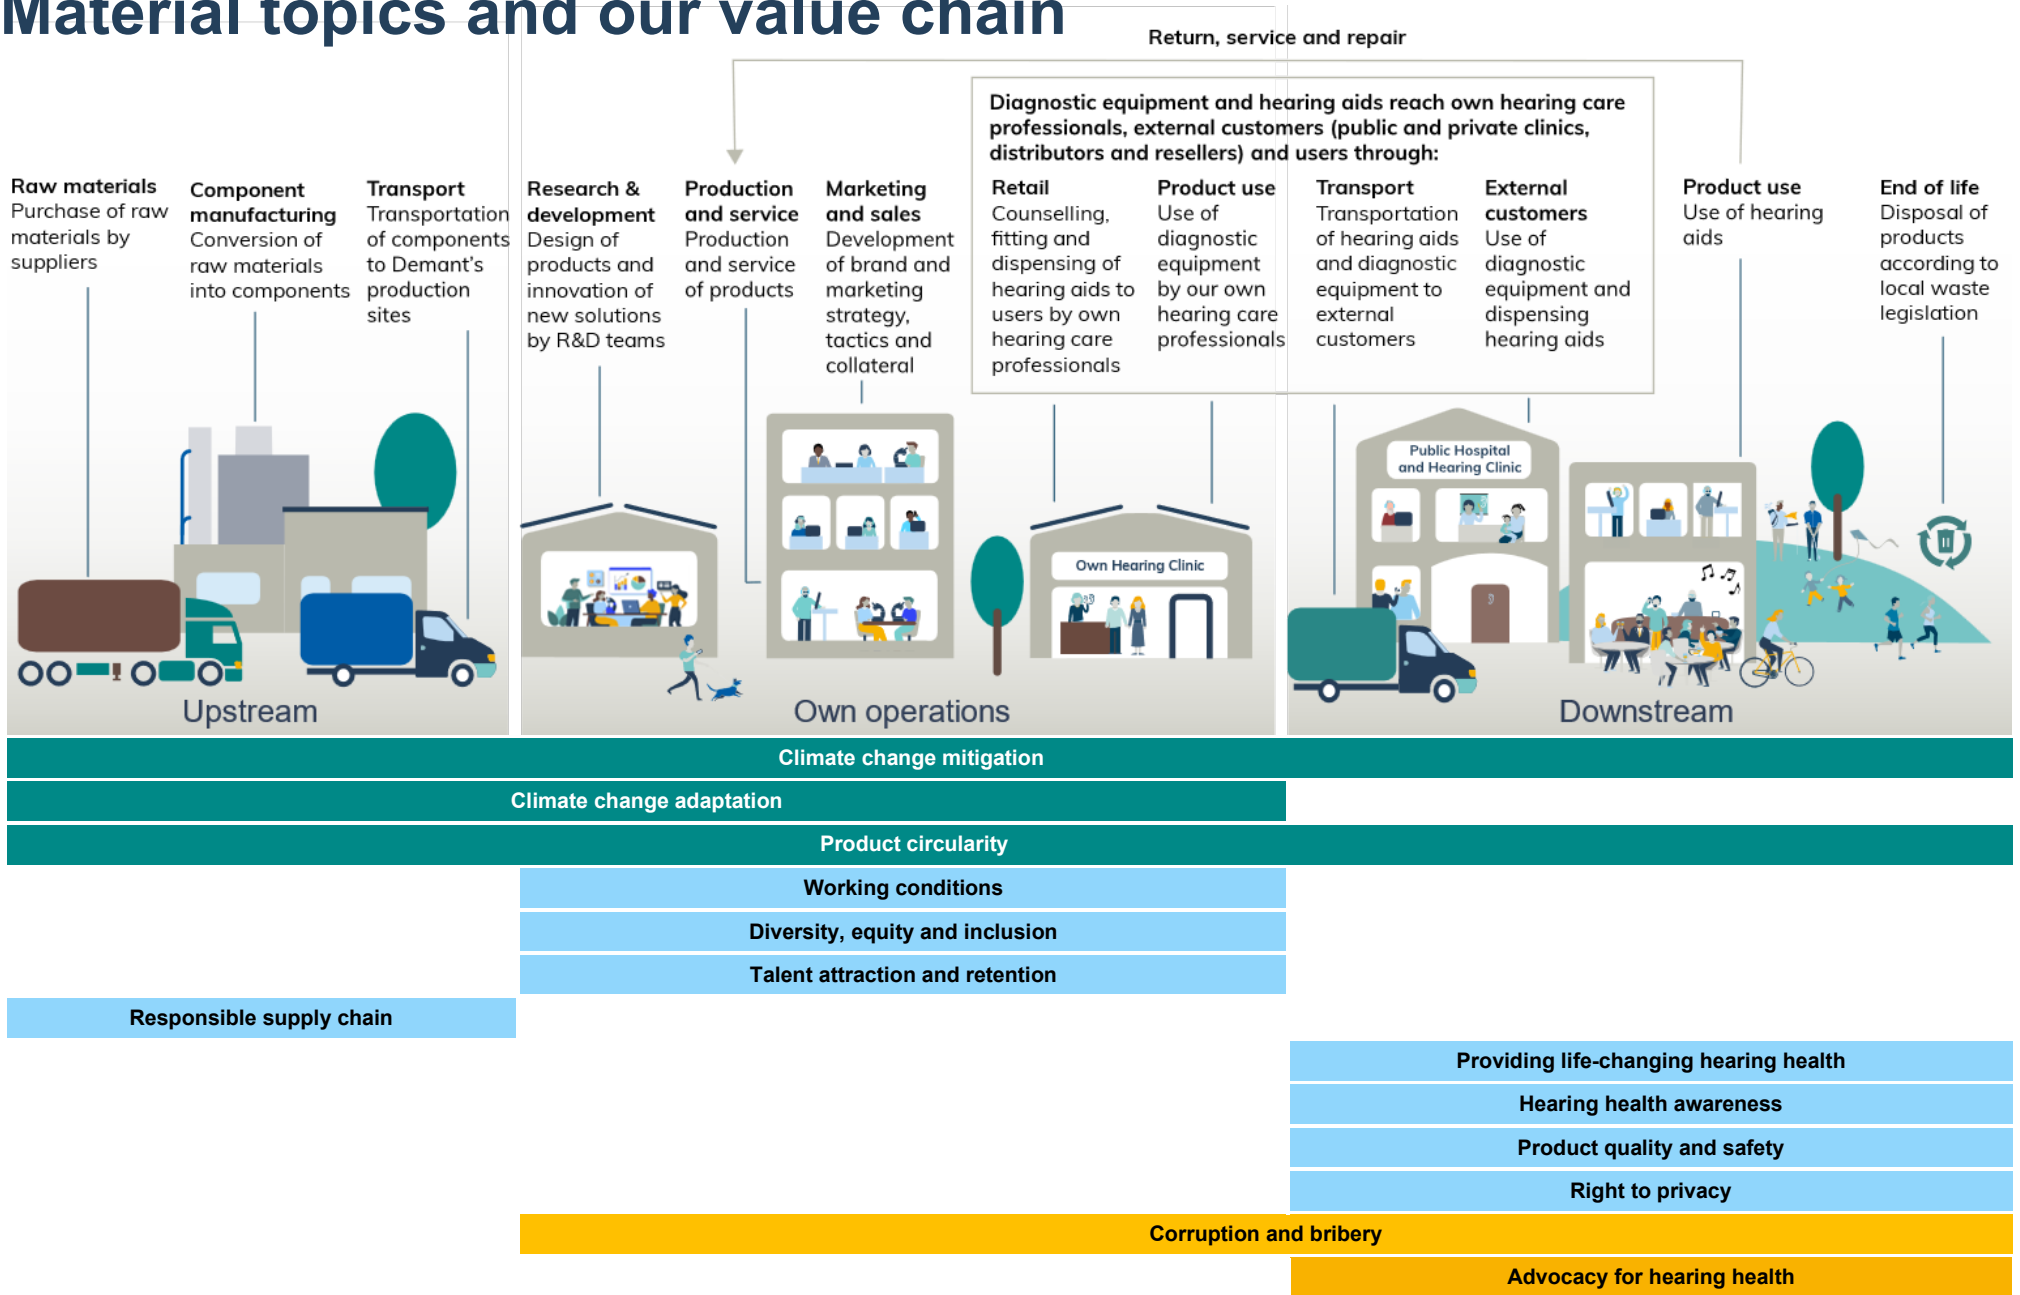 Material topics and our value chain
Return, service and repair
Diagnostic equipment and hearing aids reach own hearing care
professionals, external customers (public and private clinics,
distributors and resellers) and users through:
Raw materials
Purchase of raw
materials by
suppliers
Component
manufacturing
Conversion of
raw materials
into components
Transport
Transportation
of components
to Demant's
production
sites
Research &
development
Design of
products and
innovation of
new solutions
by R&D teams
Production
and service
Production
and service
of products
Marketing
and sales
Development
of brand and
marketing
strategy,
tactics and
collateral
Retail
Counselling,
fitting and
dispensing of
hearing aids to
users by own
hearing care
professionals
Product use
Use of
diagnostic
equipment
by our own
hearing care
professionals
Transport
Transportation
of hearing aids
and diagnostic
equipment to
external
customers
External
customers
Use of
diagnostic
equipment and
dispensing
hearing aids
Product use
Use of hearing
aids
End of life
Disposal of
products
according to
local waste
legislation
Public Hospital
and Hearing Clinic
Own Hearing Clinic
Upstream
Own operations
Downstream
Climate change mitigation
Climate change adaptation
Product circularity
Working conditions
Diversity, equity and inclusion
Talent attraction and retention
Responsible supply chain
Providing life-changing hearing health
Hearing health awareness
Product quality and safety
Right to privacy
Corruption and bribery
Advocacy for hearing health